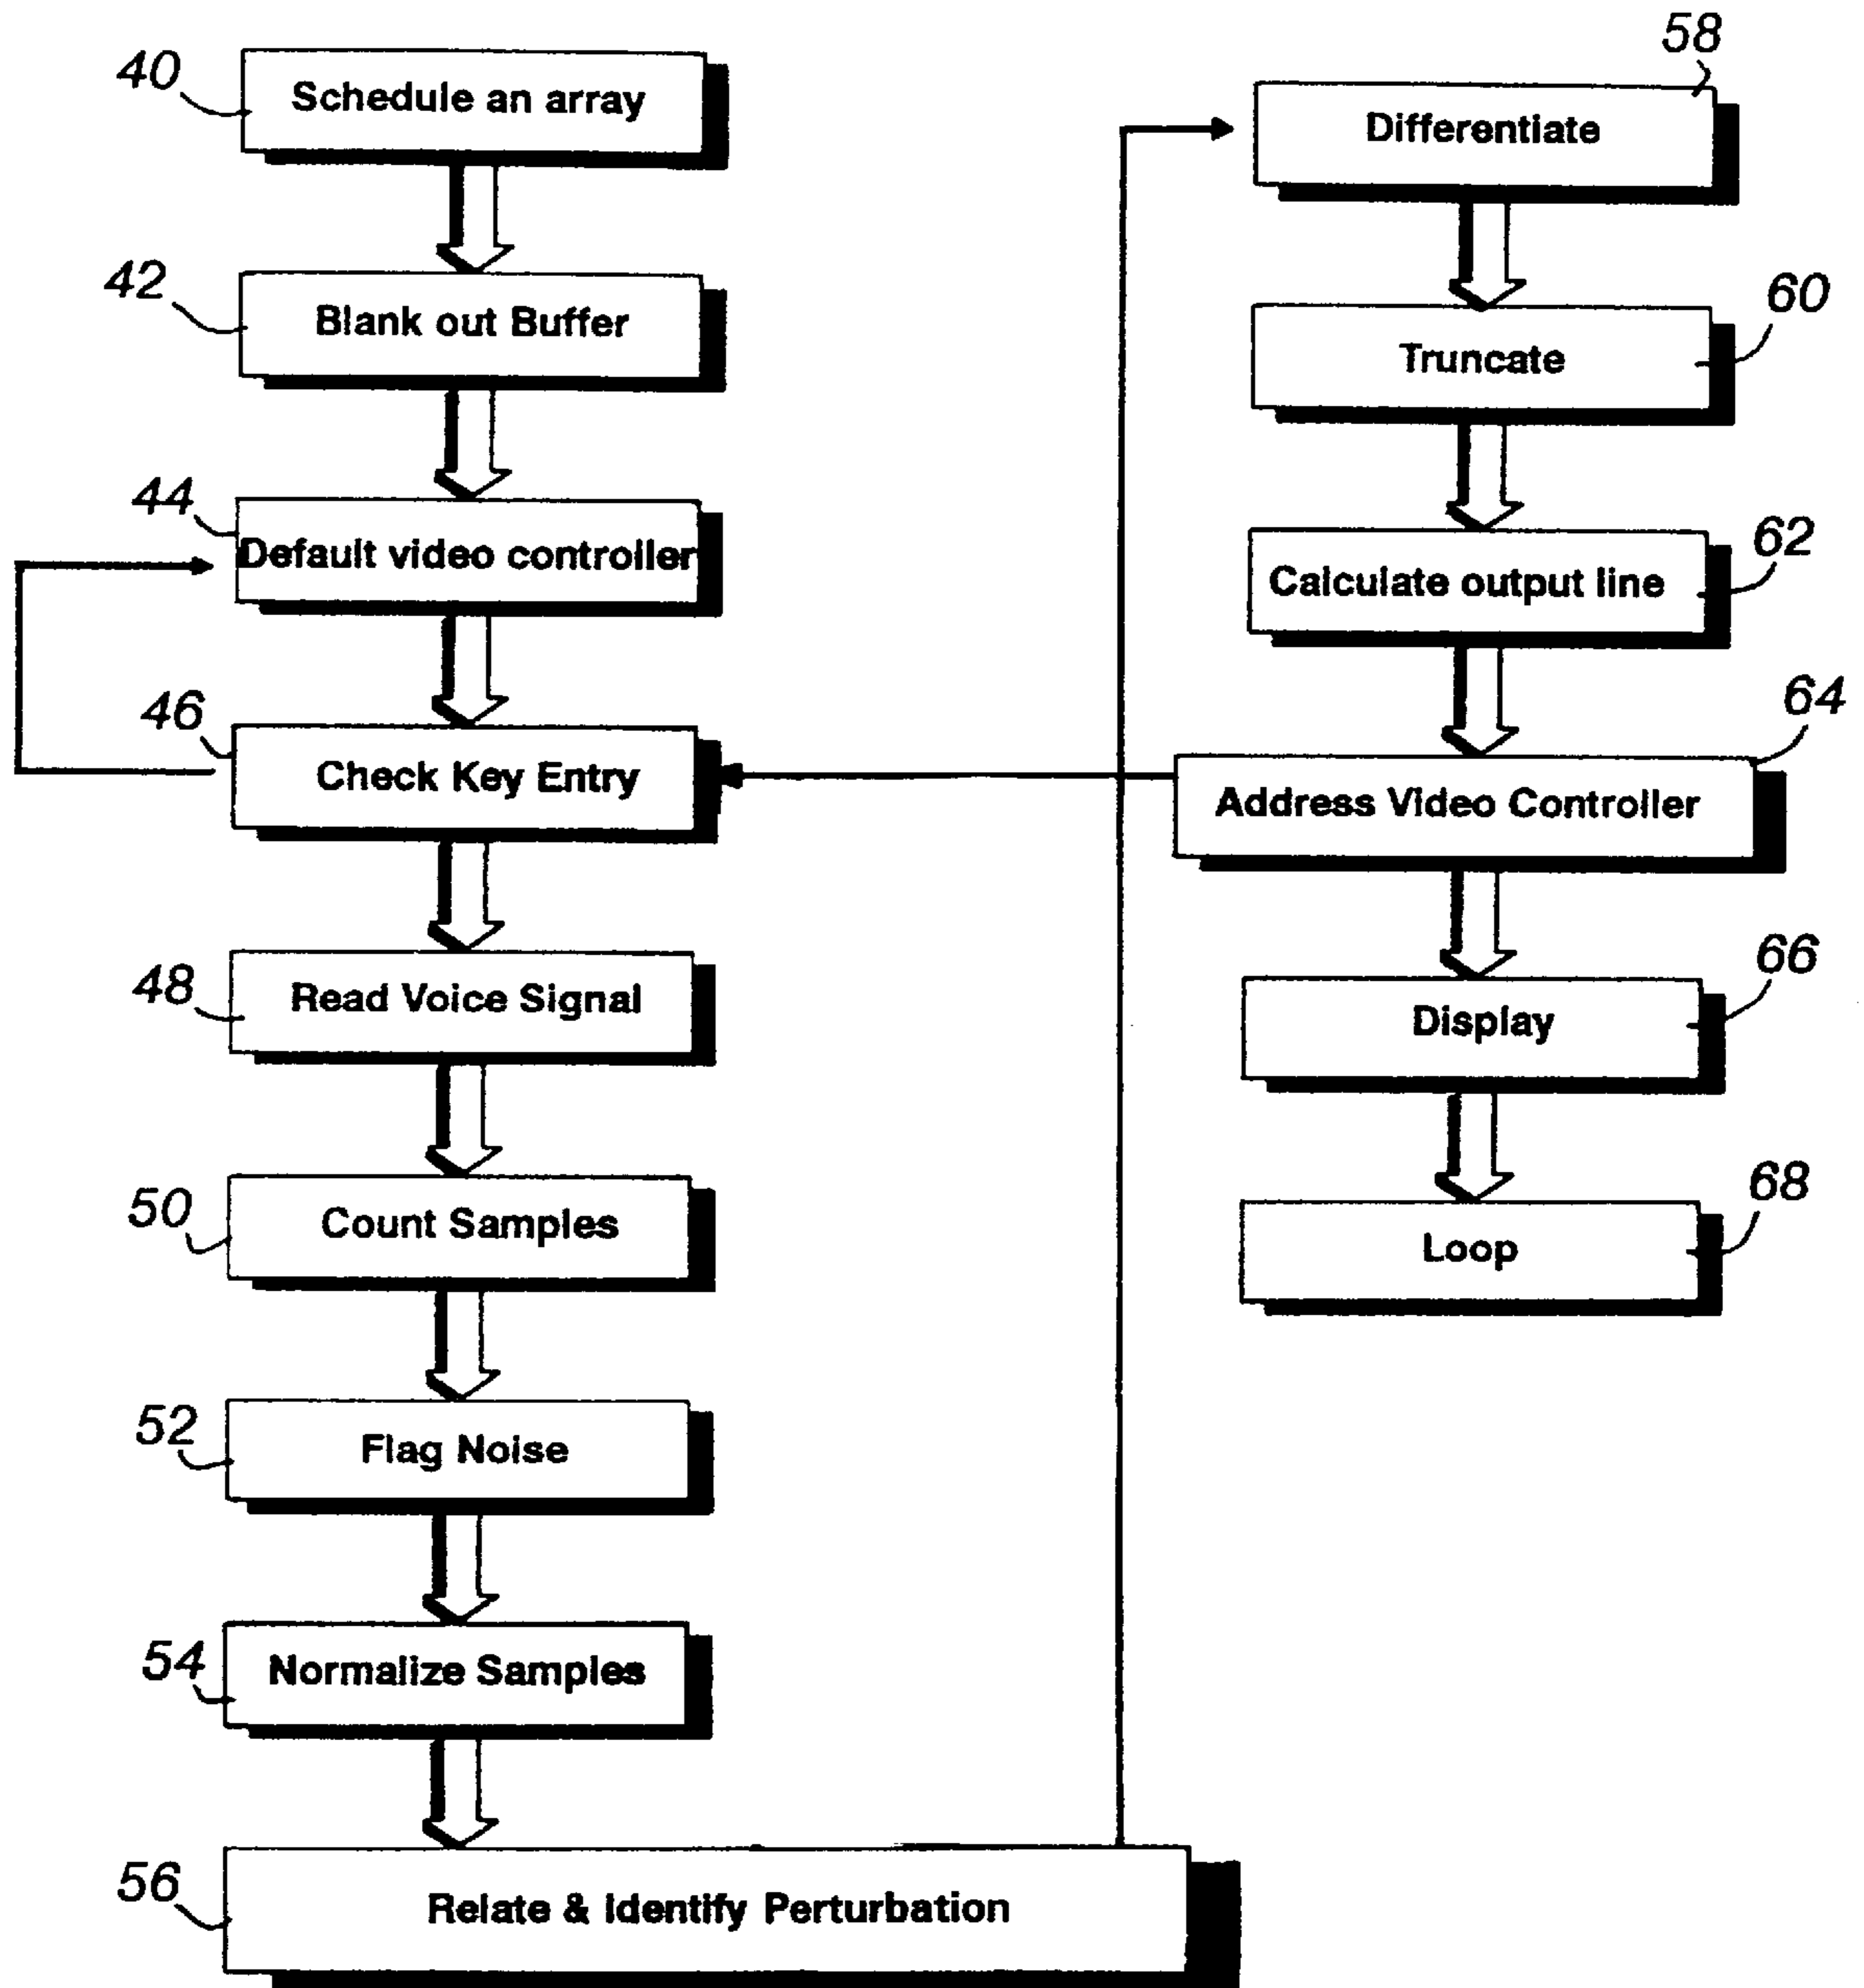 40
Schedule an array
42
Blank out Buffer
44
Default video controller
46
Check Key Entry
48
Read Voice Signal
50
Count Samples
52
Flag Noise
54
Normalize Samples
56
Relate & Identify Perturbation
58
Differentiate
60
Truncate
62
Calculate output line
64
Address Video Controller
66
Display
68
Loop